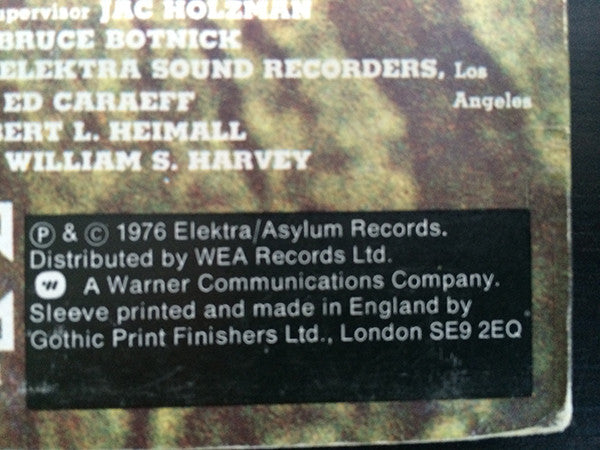 JAC HOLZMAN
BRUCE BOTNICK
ELEKTRA SOUND RECORDERS, Los
Angeles
ED CARAEFF
L. HEIMALL
WILLIAM S. HARVEY
Ⓟ & © 1976 Elektra/Asylum Records.
Distributed by WEA Records Ltd.
A Warner Communications Company.
Sleeve printed and made in England by
Gothic Print Finishers Ltd., London SE9 2EQ